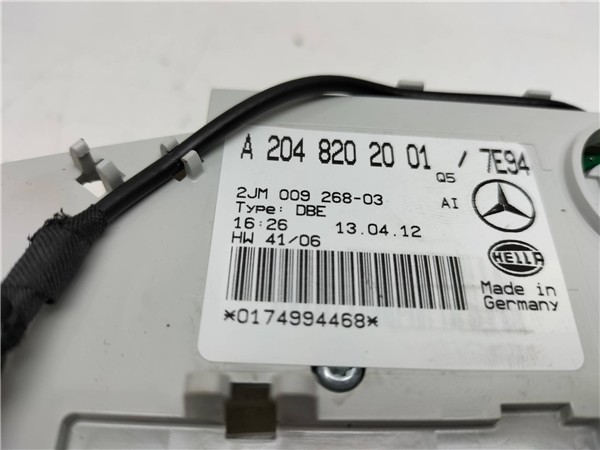 A 204 820 20 01 / 7E94
Q5
2JM 009 268-03
AI
Type: DBE
16:26 13.04.12
HW 41/06
HELLA
Made in
Germany
*0174994468*